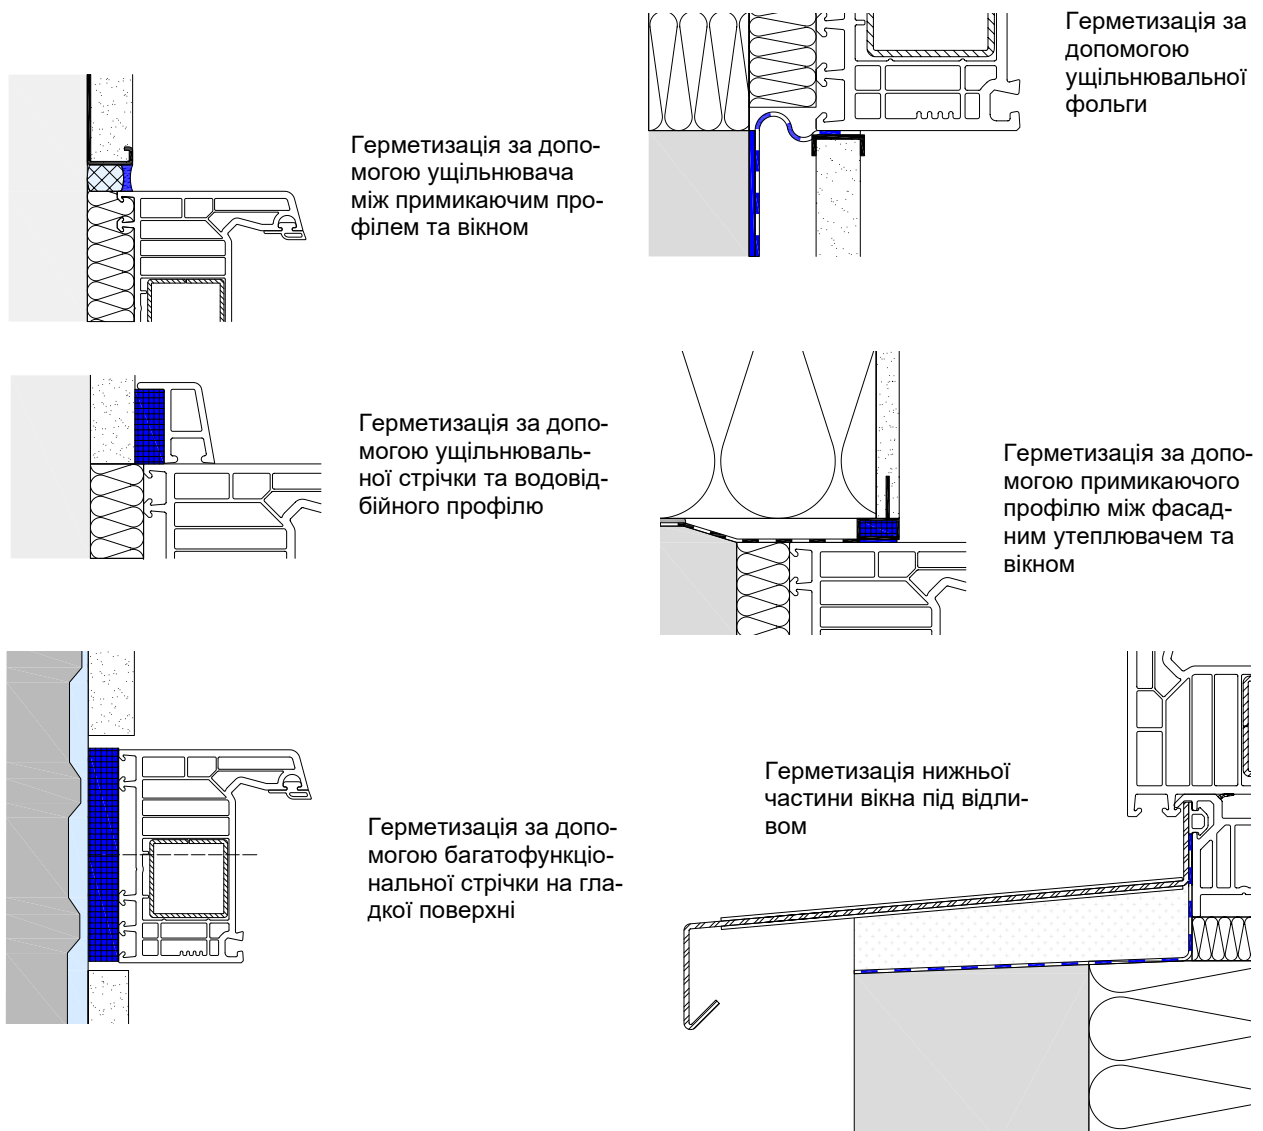 Герметизація за допо-
могою ущільнювача
між примикаючим про-
філем та вікном
Герметизація за
допомогою
ущільнювальної
фольги
Герметизація за допо-
могою ущільнюваль-
ної стрічки та водовід-
бійного профілю
Герметизація за допо-
могою примикаючого
профілю між фасад-
ним утеплювачем та
вікном
Герметизація за допо-
могою багатофункціо-
нальної стрічки на гла-
дкої поверхні
Герметизація нижньої
частини вікна під відли-
вом